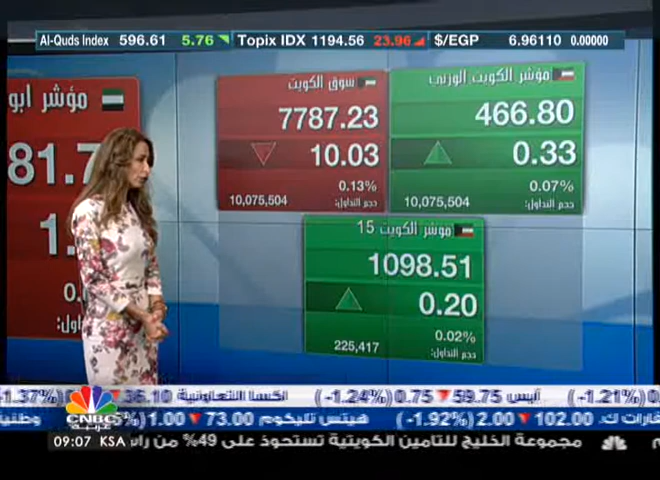 Al-Quds Index 596.61 5.76 Topix IDX 1194.56 23.96 $/EGP 6.96110 0.00000
مؤشر ابو
81.7
سوق الكويت
7787.23
10.03
0.13%
10,075,504 حجم التداول:
مؤشر الكويت الوزني
466.80
0.33
0.07%
10,075,504 حجم التداول:
مؤشر الكويت 15
1098.51
0.20
0.02%
225,417 حجم التداول:
آيس 59.75 0.75 (-1.24%) اكسا التعاونية 36.10
(-1.21%)
102.00 2.00 (-1.92%) هيتس تليكوم 73.00 1.00
CNBC
عربية
09:07 KSA
مجموعة الخليج للتامين الكويتية تستحوذ على 49% من